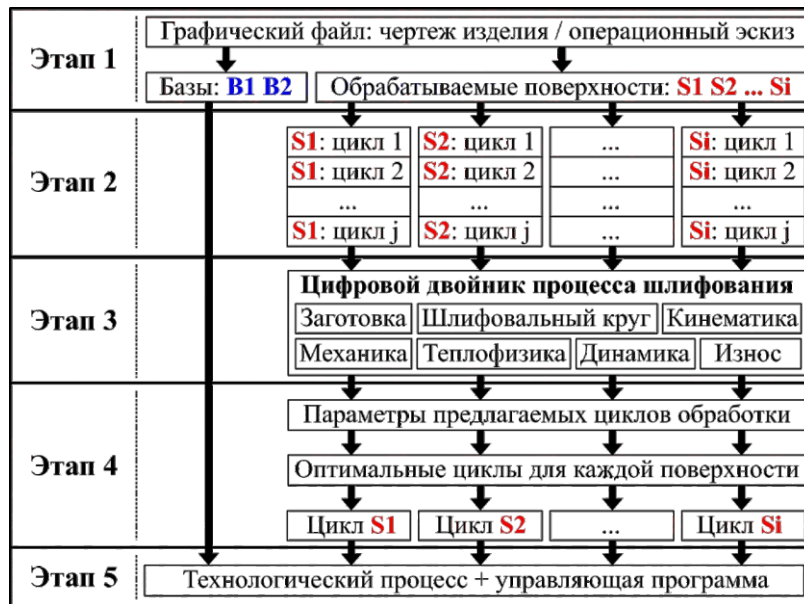 Этап 1
Графический файл: чертеж изделия / операционный эскиз
Базы: B1 B2
Обрабатываемые поверхности: S1 S2 ... Si
Этап 2
S1: цикл 1 S2: цикл 1 ... Si: цикл 1
S1: цикл 2 S2: цикл 2 ... Si: цикл 2
... ... ... ...
S1: цикл j S2: цикл j ... Si: цикл j
Этап 3
Цифровой двойник процесса шлифования
Заготовка Шлифовальный круг Кинематика
Механика Теплофизика Динамика Износ
Этап 4
Параметры предлагаемых циклов обработки
Оптимальные циклы для каждой поверхности
Цикл S1 Цикл S2 ... Цикл Si
Этап 5
Технологический процесс + управляющая программа